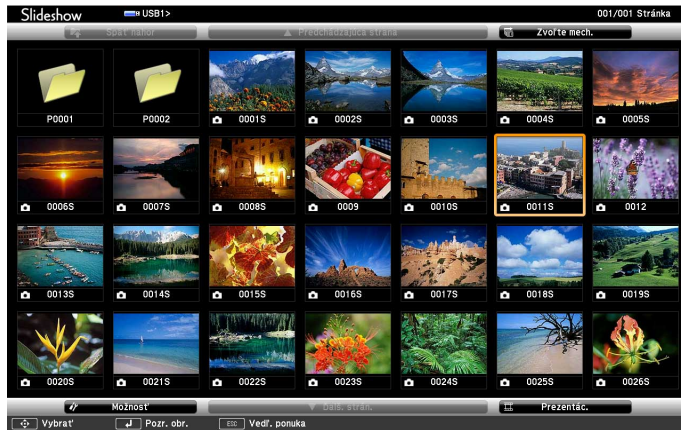 Slideshow USB1> 001/001 Stránka
Späť nahor Predchádzajúca strana Zvoľte mech.
P0001 P0002 0001S 0002S 0003S 0004S 0005S
0006S 0007S 0008S 0009 0010S 0011S 0012
0013S 0014S 0015S 0016S 0017S 0018S 0019S
0020S 0021S 0022S 0023S 0024S 0025S 0026S
Možnosť Ďalš. strán. Prezentác.
Vybrať Pozr. obr. ESC Vedľ. ponuka